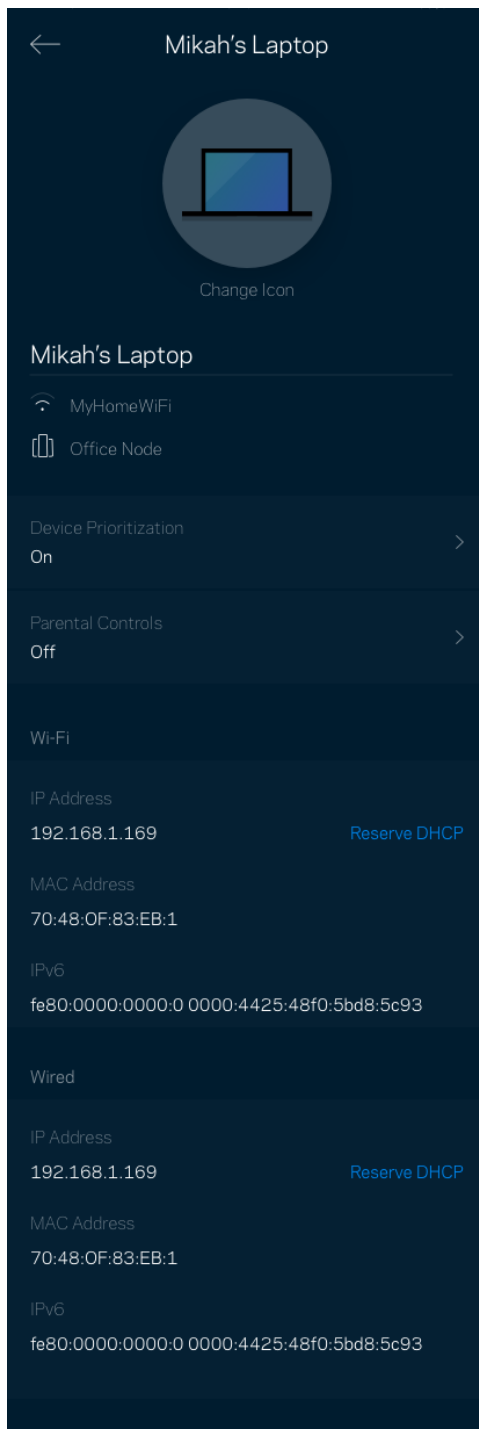 Mikah's Laptop
Change Icon
Mikah's Laptop
MyHomeWiFi
Office Node
Device Prioritization
On
Parental Controls
Off
Wi-Fi
IP Address
192.168.1.169 Reserve DHCP
MAC Address
70:48:0F:83:EB:1
IPv6
fe80:0000:0000:0 0000:4425:48f0:5bd8:5c93
Wired
IP Address
192.168.1.169 Reserve DHCP
MAC Address
70:48:0F:83:EB:1
IPv6
fe80:0000:0000:0 0000:4425:48f0:5bd8:5c93